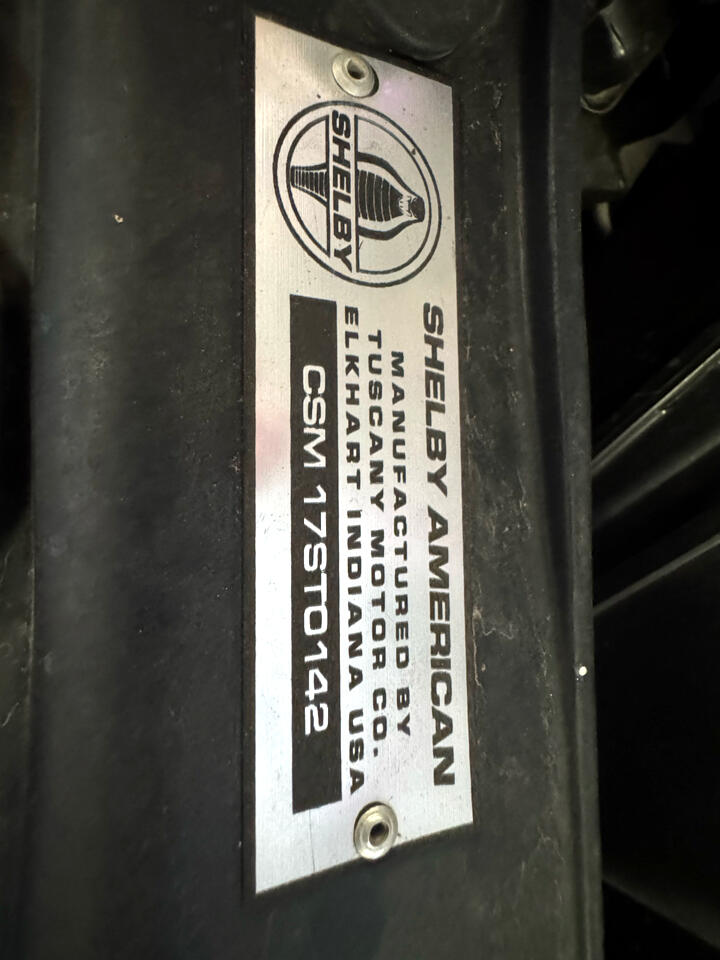 SHELBY
SHELBY AMERICAN
MANUFACTURED BY
TUSCANY MOTOR CO.
ELKHART INDIANA USA
CSM 17ST0142